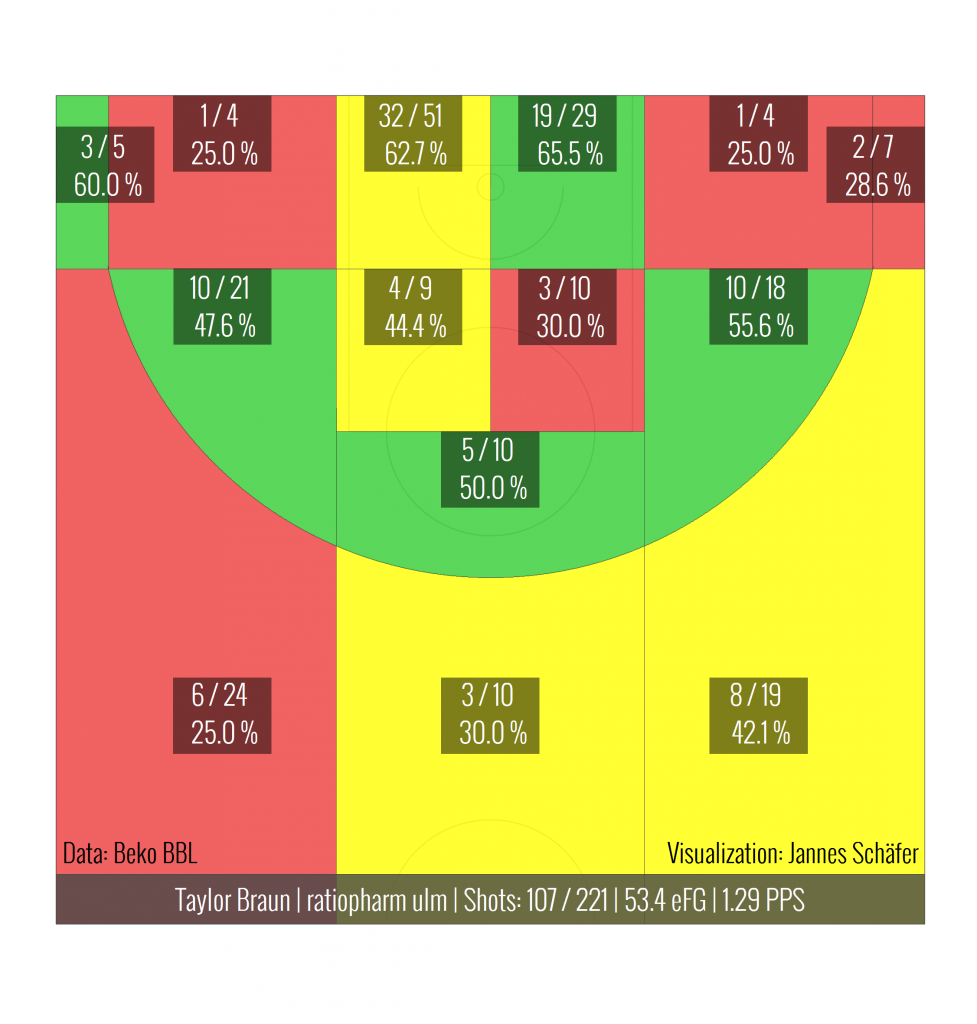 1 / 4
25.0 %
32 / 51
62.7 %
19 / 29
65.5 %
1 / 4
25.0 %
3 / 5
60.0 %
2 / 7
28.6 %
10 / 21
47.6 %
4 / 9
44.4 %
3 / 10
30.0 %
10 / 18
55.6 %
5 / 10
50.0 %
6 / 24
25.0 %
3 / 10
30.0 %
8 / 19
42.1 %
Data: Beko BBL
Visualization: Jannes Schäfer
Taylor Braun | ratiopharm ulm | Shots: 107 / 221 | 53.4 eFG | 1.29 PPS